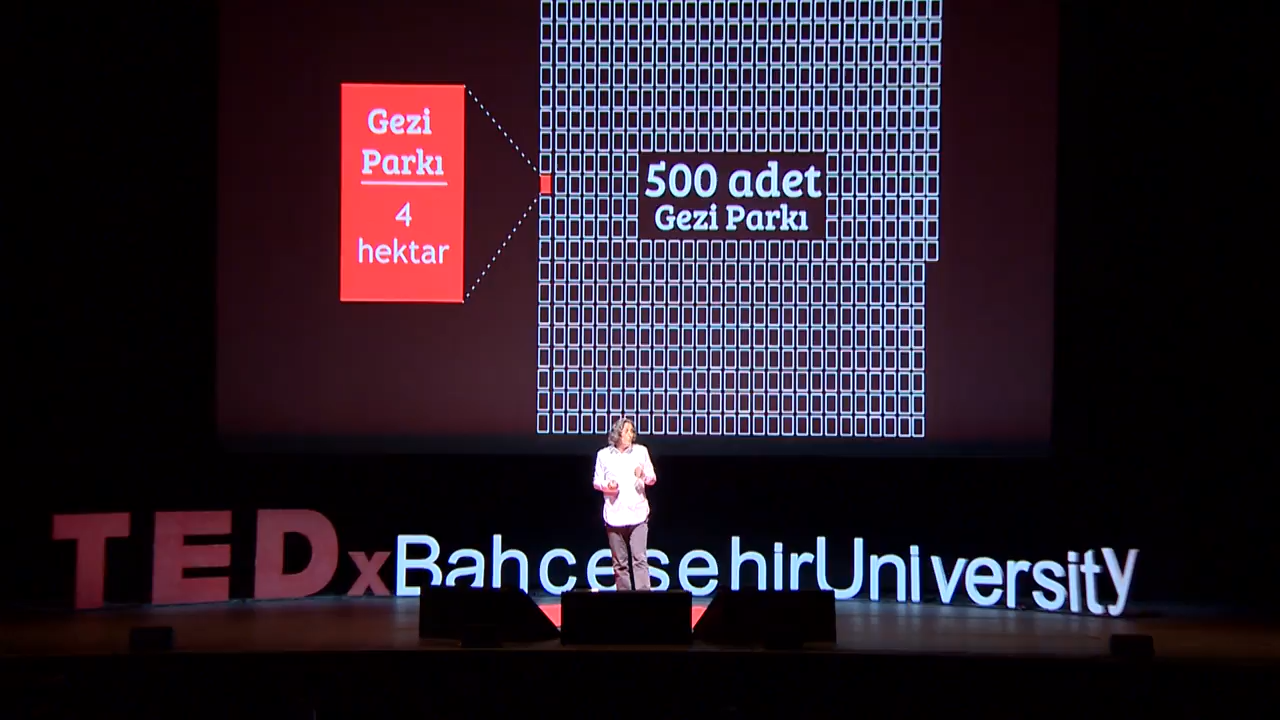 Gezi
Parkı
4
hektar
500 adet
Gezi Parkı
TEDxBahcesehirUniversity